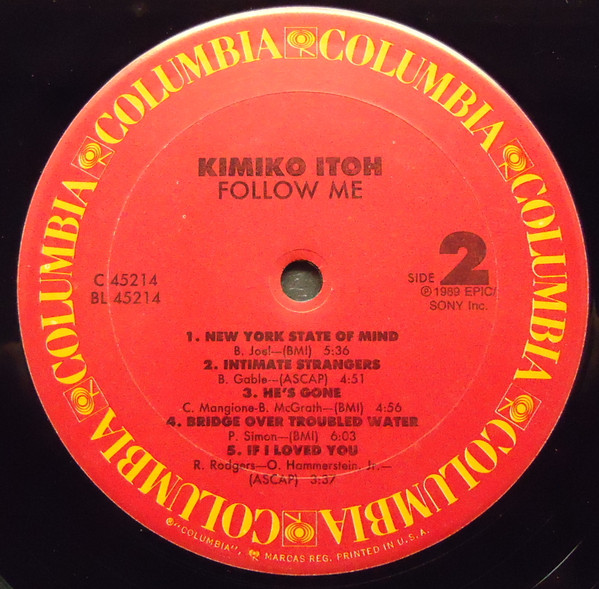 COLUMBIA COLUMBIA COLUMBIA COLUMBIA COLUMBIA COLUMBIA COLUMBIA COLUMBIA
KIMIKO ITOH
FOLLOW ME
C 45214
BL 45214
SIDE 2
℗1989 EPIC/
SONY Inc.
1. NEW YORK STATE OF MIND
B. Joel—(BMI) 5:36
2. INTIMATE STRANGERS
B. Gable—(ASCAP) 4:51
3. HE'S GONE
C. Mangione-B. McGrath—(BMI) 4:56
4. BRIDGE OVER TROUBLED WATER
P. Simon—(BMI) 6:03
5. IF I LOVED YOU
R. Rodgers—O. Hammerstein, Jr.—
(ASCAP) 3:37
®"COLUMBIA", MARCAS REG. PRINTED IN U.S.A.